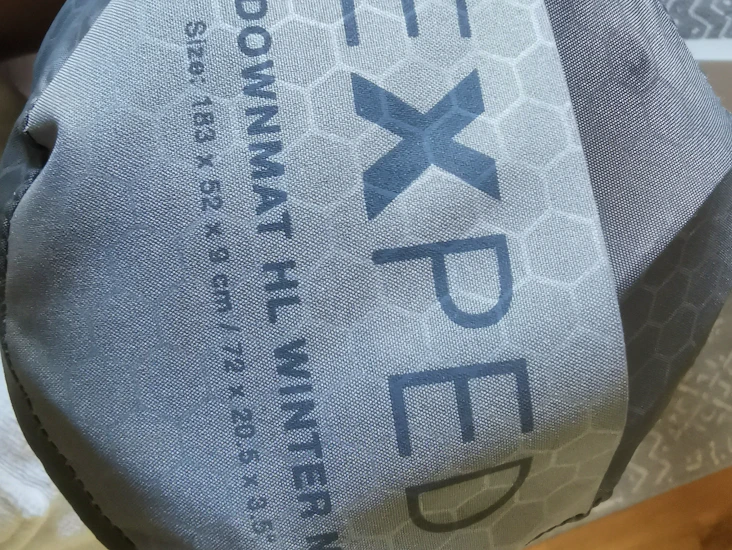 EXPED
DOWNMAT HL WINTER M
Size: 183 x 52 x 9 cm / 72 x 20.5 x 3.5"